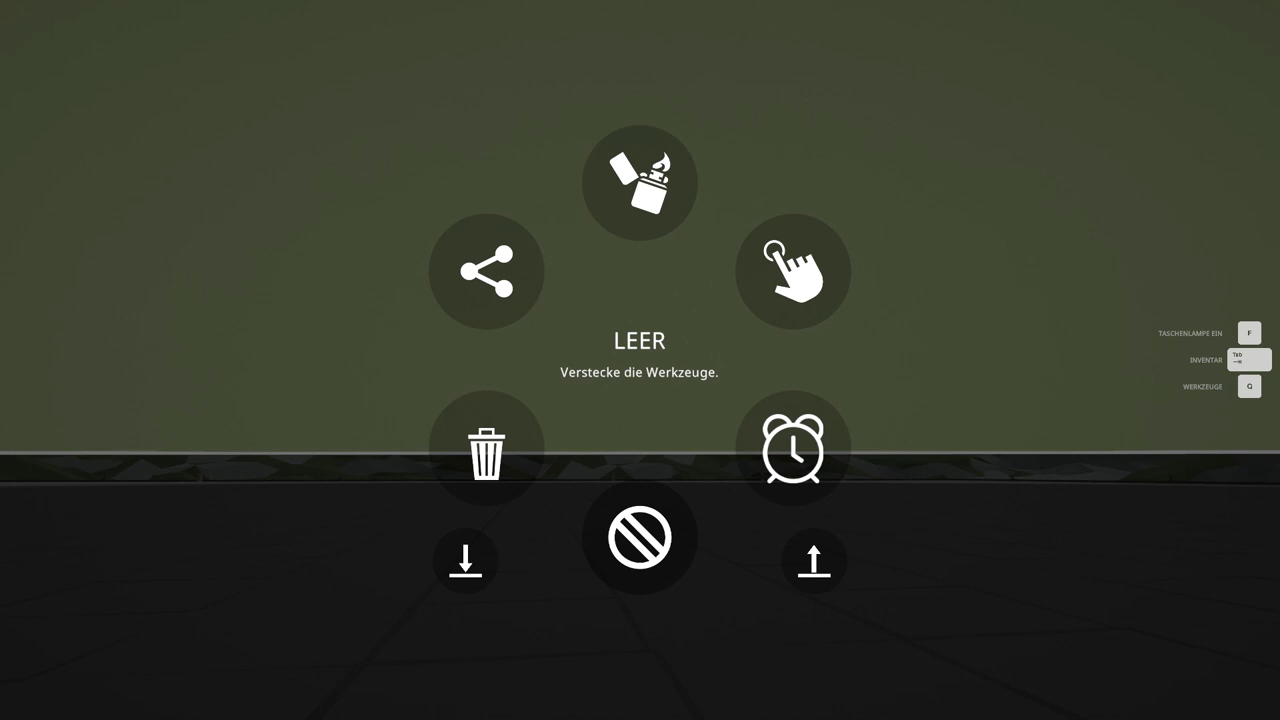 LEER
Verstecke die Werkzeuge.
TASCHENLAMPE EIN F
INVENTAR Tab
WERKZEUGE Q